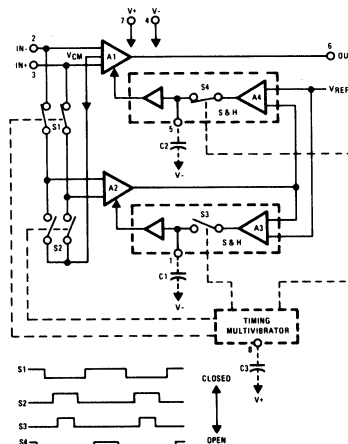 V+
V-
7
4
2
IN-
IN+
3
VCM
A1
6
OU
S4
A4
S & H
VREF
5
C2
V-
S1
A2
S3
A3
S & H
S2
1
C1
V-
TIMING
MULTIVIBRATOR
8
C3
V+
S1
S2
S3
S4
CLOSED
OPEN